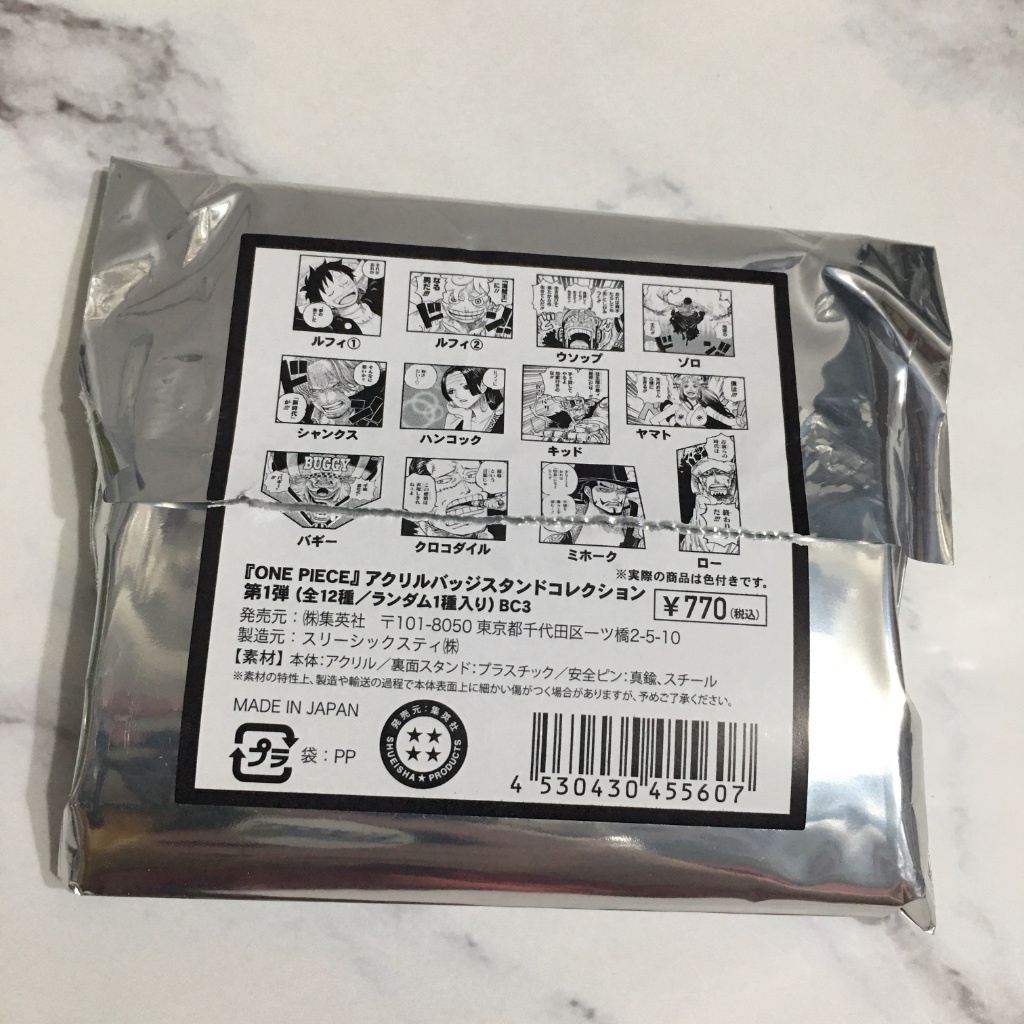 ルフィ① ルフィ② ウソップ ゾロ
シャンクス ハンコック キッド ヤマト
BUGGY
バギー クロコダイル ミホーク ロー
※実際の商品は色付きです。
『ONE PIECE』アクリルバッジスタンドコレクション
第1弾（全12種／ランダム1種入り）BC3
￥770(税込)
発売元：㈱集英社 〒101-8050 東京都千代田区一ツ橋2-5-10
製造元：スリーシックスティ㈱
【素材】本体：アクリル／裏面スタンド：プラスチック／安全ピン：真鍮、スチール
※素材の特性上、製造や輸送の過程で本体表面上に細かい傷がつく場合がありますが、予めご了承ください。
MADE IN JAPAN
プラ 袋：PP
発売元：集英社
SHUEISHA★PRODUCTS
4 530430 455607